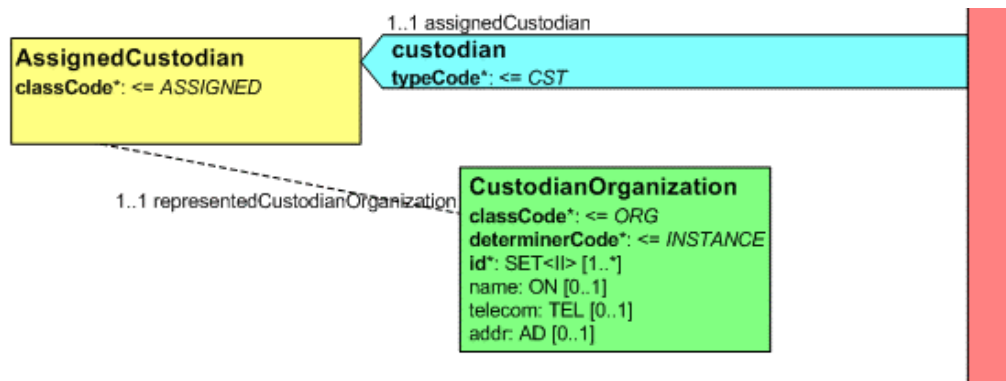 1..1 assignedCustodian
AssignedCustodian
classCode*: <= ASSIGNED
custodian
typeCode*: <= CST
1..1 representedCustodianOrganization
CustodianOrganization
classCode*: <= ORG
determinerCode*: <= INSTANCE
id*: SET<II> [1..*]
name: ON [0..1]
telecom: TEL [0..1]
addr: AD [0..1]